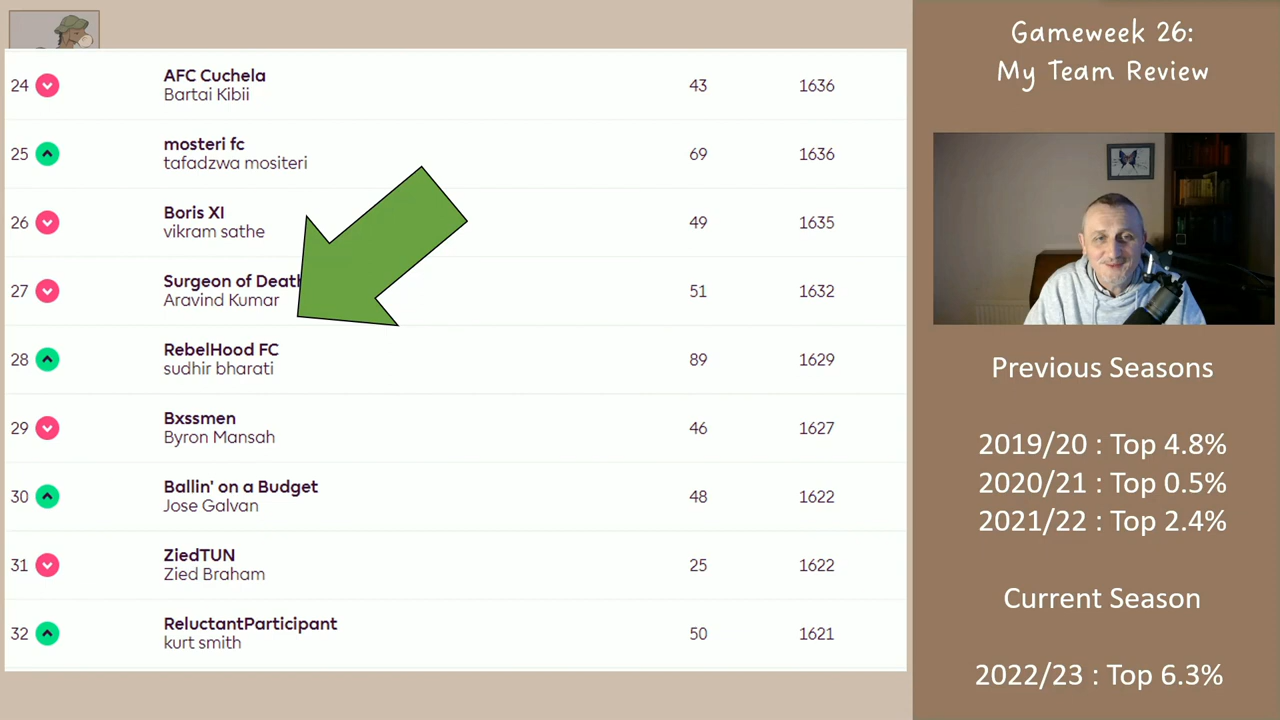 Gameweek 26:
My Team Review
24 AFC Cuchela 43 1636
Bartai Kibii
25 mosteri fc 69 1636
tafadzwa mositeri
26 Boris XI 49 1635
vikram sathe
27 Surgeon of Death 51 1632
Aravind Kumar
28 RebelHood FC 89 1629
sudhir bharati
29 Bxssmen 46 1627
Byron Mansah
30 Ballin' on a Budget 48 1622
Jose Galvan
31 ZiedTUN 25 1622
Zied Braham
32 ReluctantParticipant 50 1621
kurt smith
Previous Seasons
2019/20 : Top 4.8%
2020/21 : Top 0.5%
2021/22 : Top 2.4%
Current Season
2022/23 : Top 6.3%